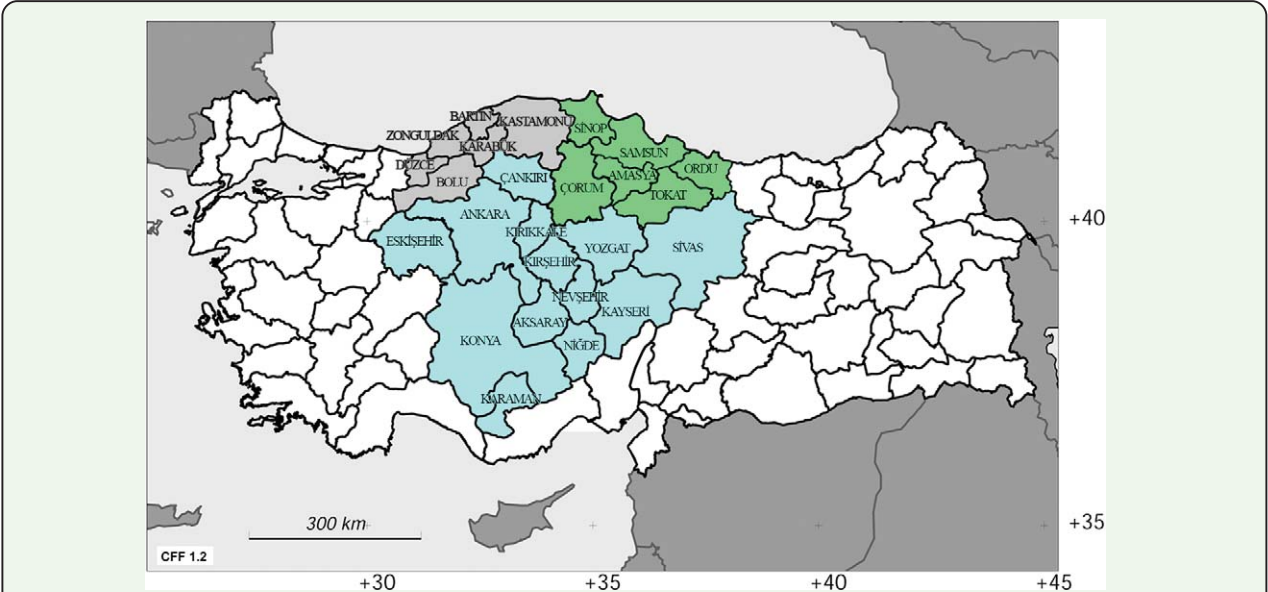 BARTIN
KASTAMONU
SİNOP
ZONGULDAK
KARABÜK
SAMSUN
DÜZCE
ORDU
AMASYA
BOLU
ÇANKIRI
ÇORUM
TOKAT
ANKARA
+40
KIRIKKALE
ESKİŞEHİR
YOZGAT
SİVAS
KIRŞEHİR
NEVŞEHİR
KAYSERİ
AKSARAY
KONYA
NİĞDE
KARAMAN
300 km
+35
CFF 1.2
+30
+35
+40
+45